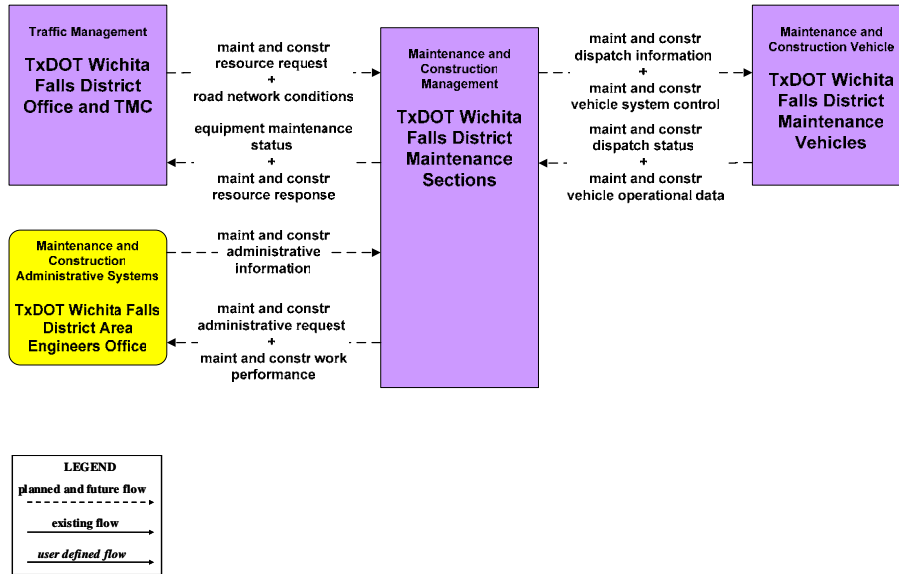 Traffic Management
TxDOT Wichita
Falls District
Office and TMC
maint and constr
resource request
+
road network conditions
equipment maintenance
status
+
maint and constr
resource response
Maintenance and
Construction
Management
TxDOT Wichita
Falls District
Maintenance
Sections
maint and constr
dispatch information
+
maint and constr
vehicle system control
maint and constr
dispatch status
+
maint and constr
vehicle operational data
Maintenance and
Construction Vehicle
TxDOT Wichita
Falls District
Maintenance
Vehicles
Maintenance and
Construction
Administrative Systems
TxDOT Wichita Falls
District Area
Engineers Office
maint and constr
administrative
information
maint and constr
administrative request
+
maint and constr work
performance
LEGEND
planned and future flow
existing flow
user defined flow